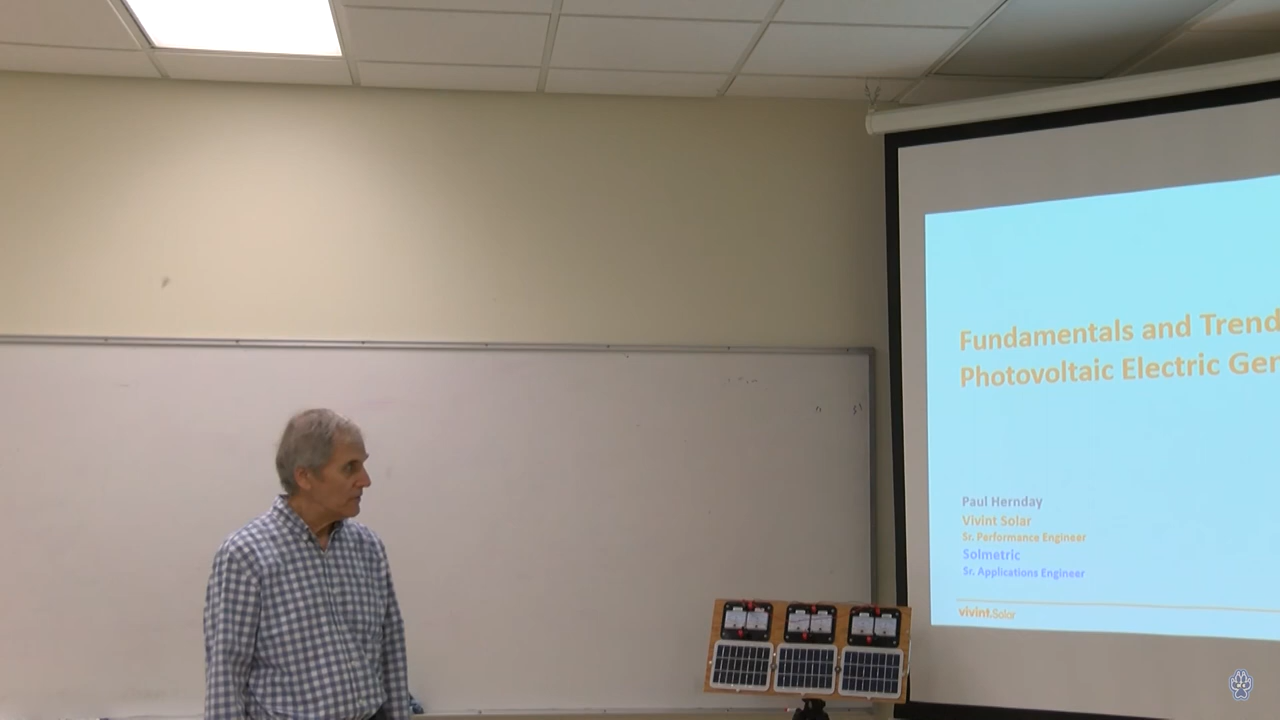 Fundamentals and Trend
Photovoltaic Electric Ger
Paul Hernday
Vivint Solar
Sr. Performance Engineer
Solmetric
Sr. Applications Engineer
vivint.Solar